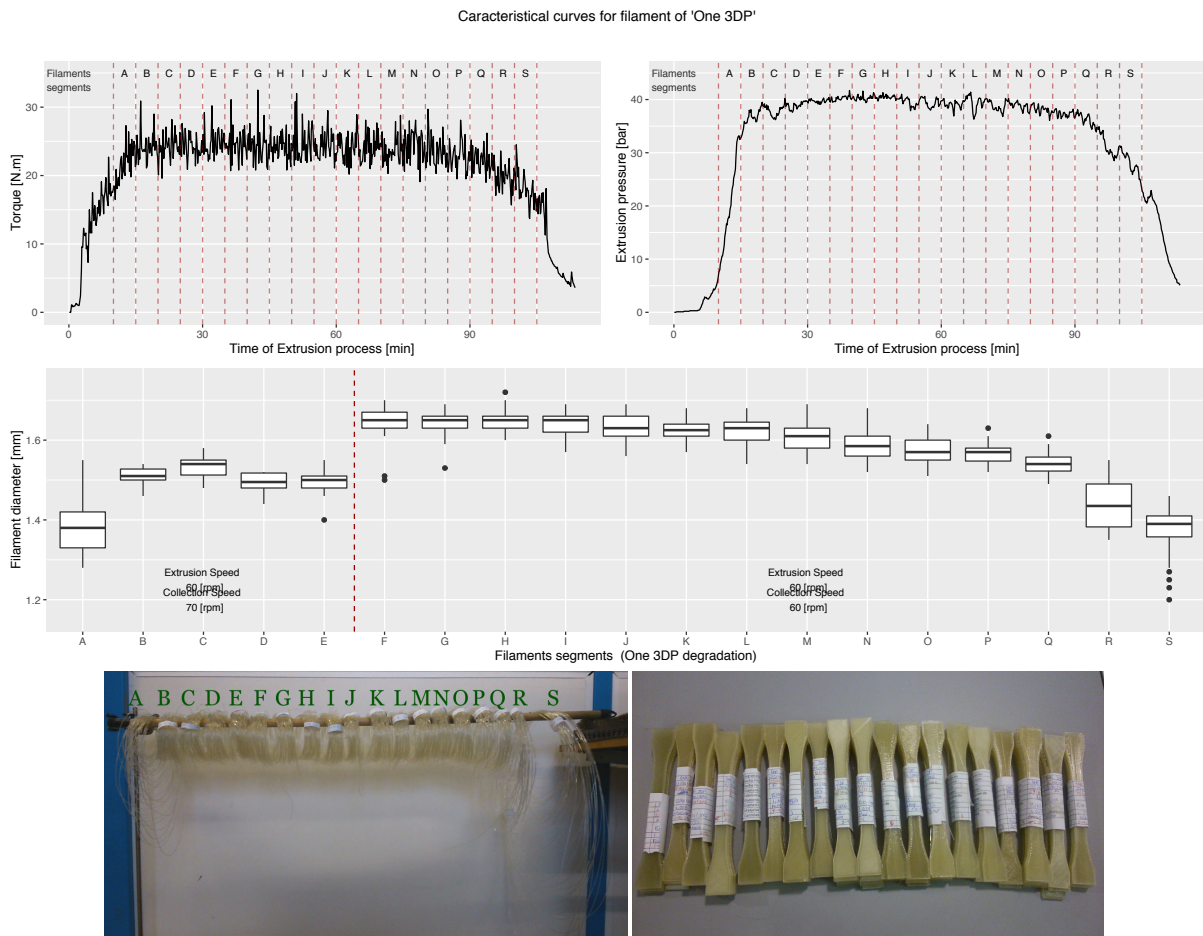 Caracteristical curves for filament of 'One 3DP'
Filaments
segments
A B C D E F G H I J K L M N O P Q R S
30
20
10
0
Torque [N.m]
0 30 60 90
Time of Extrusion process [min]
Filaments
segments
A B C D E F G H I J K L M N O P Q R S
40
30
20
10
0
Extrusion pressure [bar]
0 30 60 90
Time of Extrusion process [min]
Filament diameter [mm]
1.6
1.4
1.2
Extrusion Speed
60 [rpm]
Collection Speed
70 [rpm]
Extrusion Speed
60 [rpm]
Collection Speed
60 [rpm]
A B C D E F G H I J K L M N O P Q R S
Filaments segments (One 3DP degradation)
A B C D E F G H I J K L M N O P Q R S